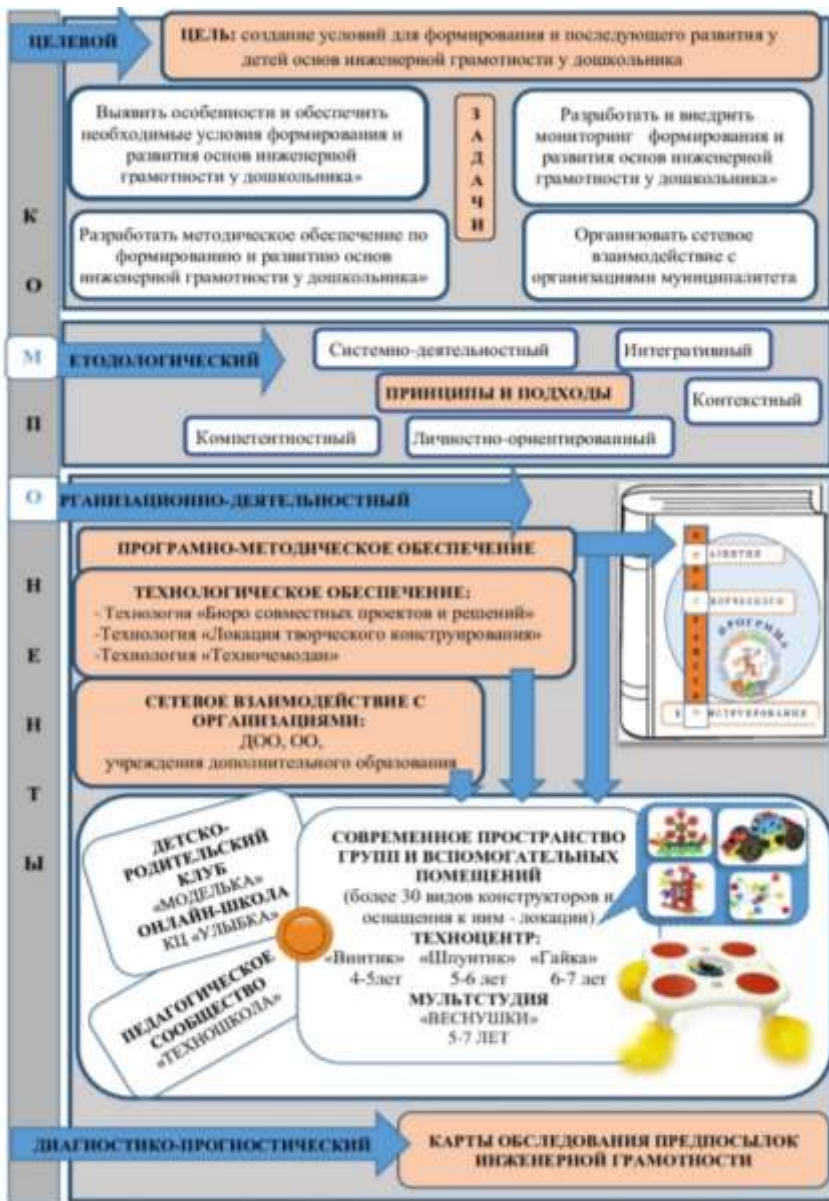 ЦЕЛЕВОЙ
ЦЕЛЬ: создание условий для формирования и последующего развития у
детей основ инженерной грамотности у дошкольника
Выявить особенности и обеспечить
необходимые условия формирования и
развития основ инженерной
грамотности у дошкольника»
ЗАДАЧИ
Разработать и внедрить
мониторинг формирования и
развития основ инженерной
грамотности у дошкольника»
Разработать методическое обеспечение по
формированию и развитию основ
инженерной грамотности у дошкольника»
Организовать сетевое
взаимодействие с
организациями муниципалитета
КОМПОНЕНТЫ
ЕТОДОЛОГИЧЕСКИЙ
Системно-деятельностный
Интегративный
ПРИНЦИПЫ И ПОДХОДЫ
Контекстный
Компетентностный
Личностно-ориентированный
РГАНИЗАЦИОННО-ДЕЯТЕЛЬНОСТНЫЙ
ПРОГРАМНО-МЕТОДИЧЕСКОЕ ОБЕСПЕЧЕНИЕ
ТЕХНОЛОГИЧЕСКОЕ ОБЕСПЕЧЕНИЕ:
- Технология «Бюро совместных проектов и решений»
-Технология «Локация творческого конструирования»
-Технология «Техночемодан»
АЗВИТИЯ
ВОРЧЕСКОГО
ПРОГРАММА
СТРУИРОВАНИЯ
СЕТЕВОЕ ВЗАИМОДЕЙСТВИЕ С
ОРГАНИЗАЦИЯМИ:
ДОО, ОО,
учреждения дополнительного образования
ДЕТСКО-
РОДИТЕЛЬСКИЙ
КЛУБ
«МОДЕЛЬКА»
ОНЛАЙН-ШКОЛА
КЦ «УЛЫБКА»
ПЕДАГОГИЧЕСКОЕ
СООБЩЕСТВО
«ТЕХНОШКОЛА»
СОВРЕМЕННОЕ ПРОСТРАНСТВО
ГРУПП И ВСПОМОГАТЕЛЬНЫХ
ПОМЕЩЕНИЙ
(более 30 видов конструкторов и
оснащения к ним - локации)
ТЕХНОЦЕНТР:
«Винтик» «Шпунтик» «Гайка»
4-5лет 5-6 лет 6-7 лет
МУЛЬТСТУДИЯ
«ВЕСНУШКИ»
5-7 ЛЕТ
ДИАГНОСТИКО-ПРОГНОСТИЧЕСКИЙ
КАРТЫ ОБСЛЕДОВАНИЯ ПРЕДПОСЫЛОК
ИНЖЕНЕРНОЙ ГРАМОТНОСТИ